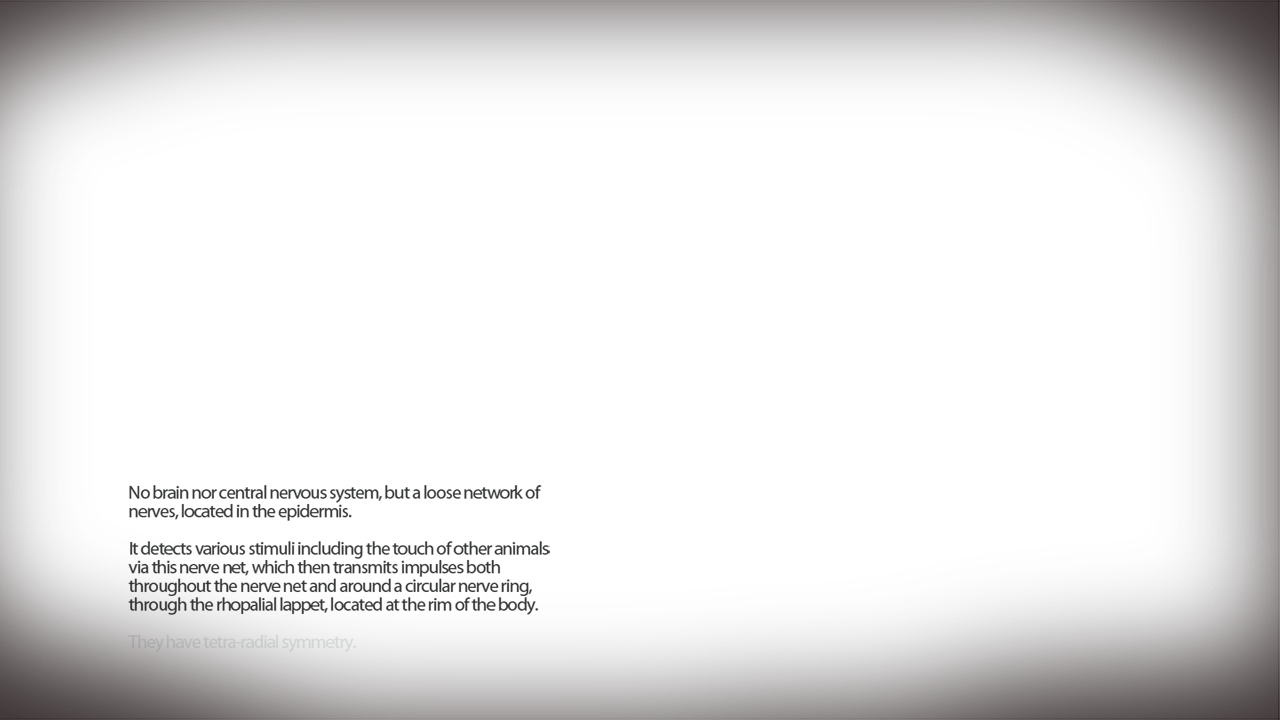 No brain nor central nervous system, but a loose network of
nerves, located in the epidermis.
It detects various stimuli including the touch of other animals
via this nerve net, which then transmits impulses both
throughout the nerve net and around a circular nerve ring,
through the rhopalial lappet, located at the rim of the body.
They have tetra-radial symmetry.